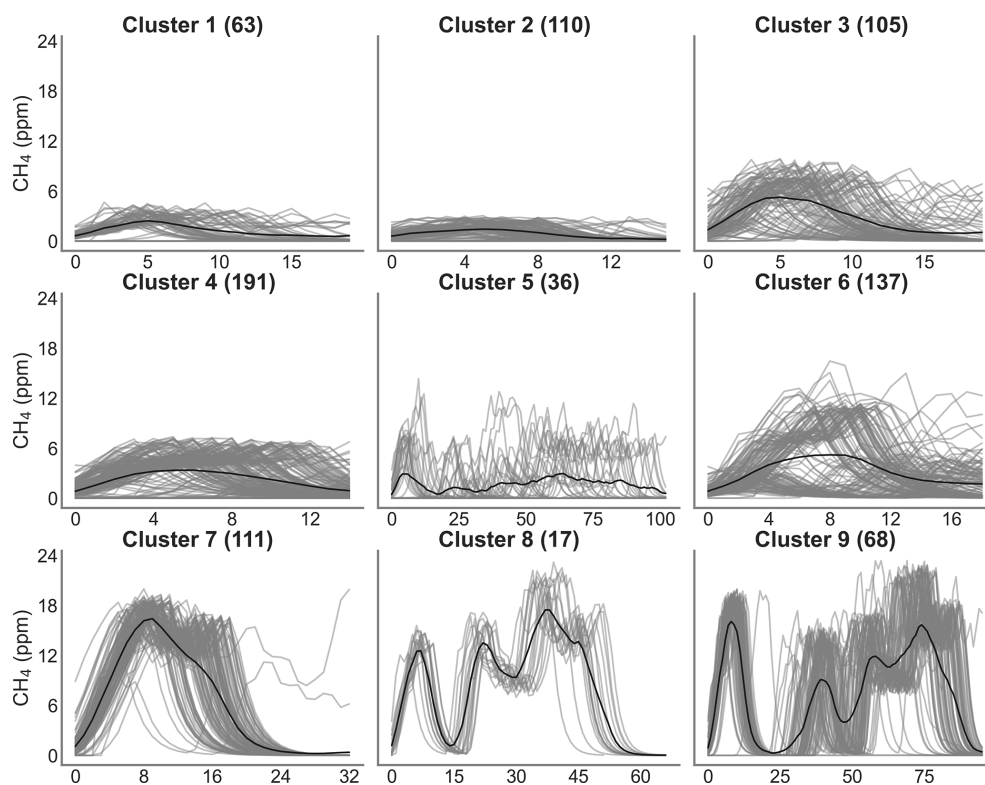 Cluster 1 (63) Cluster 2 (110) Cluster 3 (105)
24
18
12
6
0
CH₄ (ppm)
0 5 10 15 0 4 8 12 0 5 10 15
Cluster 4 (191) Cluster 5 (36) Cluster 6 (137)
24
18
12
6
0
CH₄ (ppm)
0 4 8 12 0 25 50 75 100 0 4 8 12 16
Cluster 7 (111) Cluster 8 (17) Cluster 9 (68)
24
18
12
6
0
CH₄ (ppm)
0 8 16 24 32 0 15 30 45 60 0 25 50 75